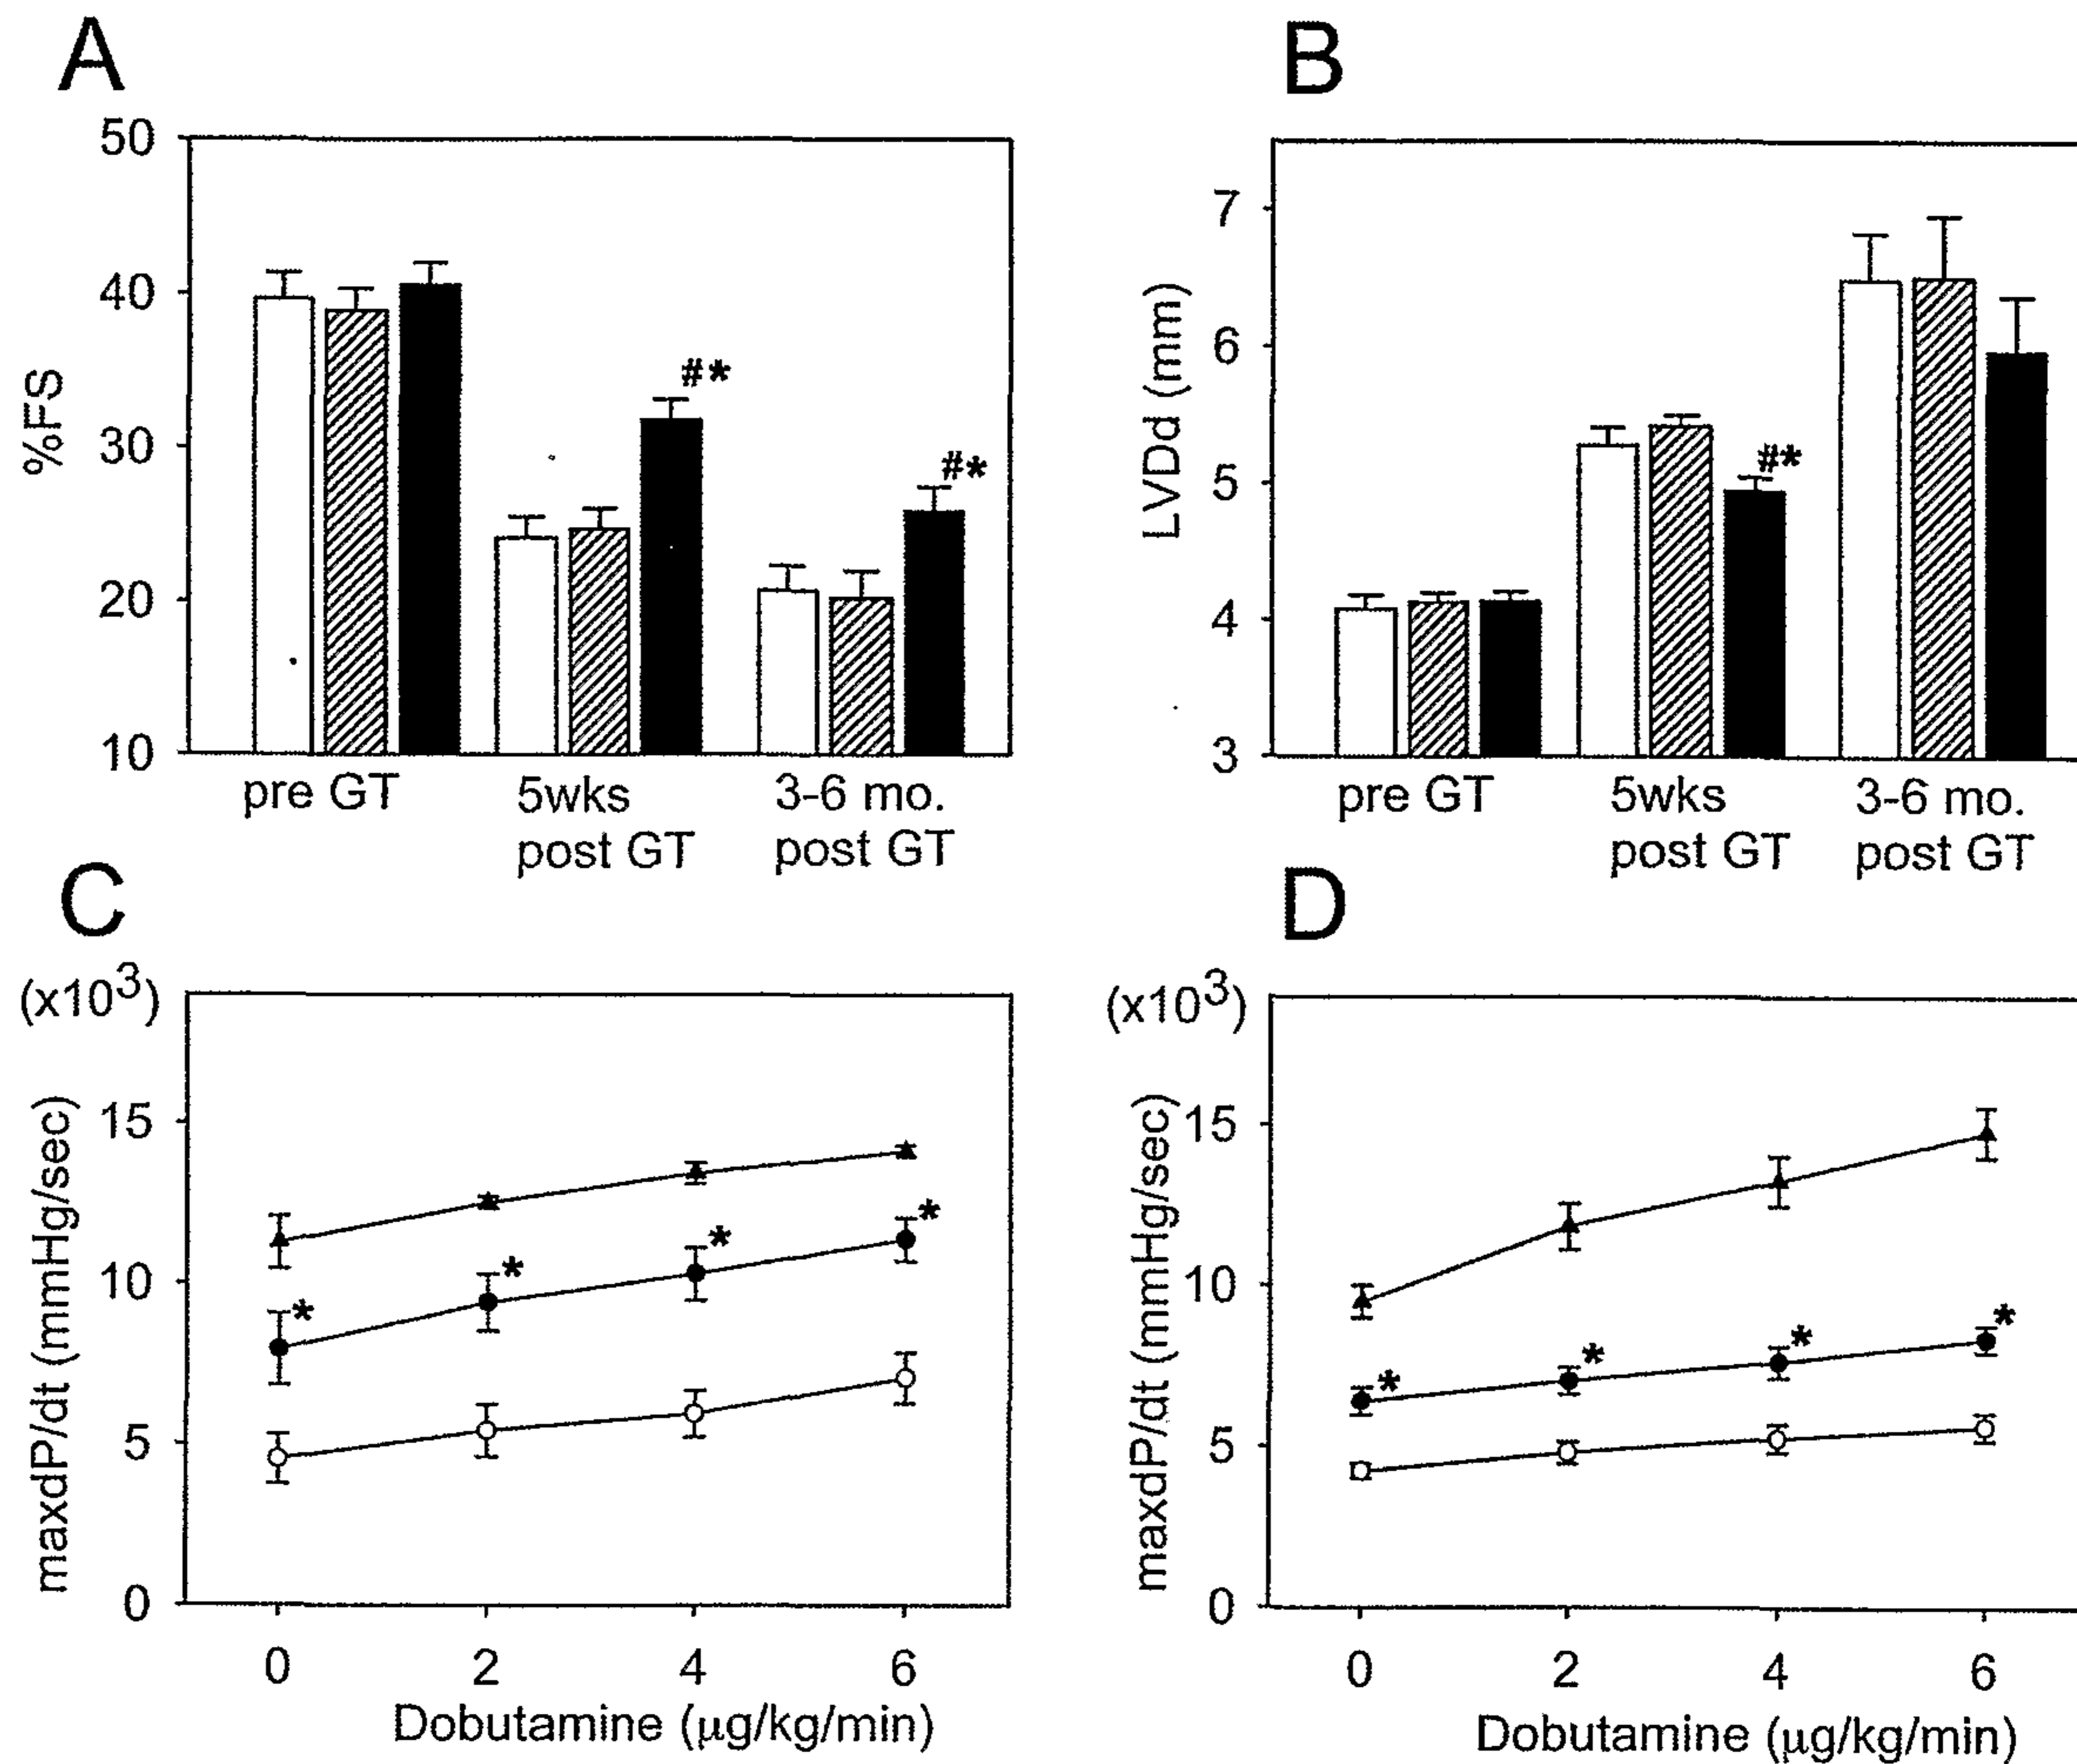 A
50
40
30
20
10
%FS
#*
#*
pre GT
5wks
post GT
3-6 mo.
post GT
B
7
6
5
4
3
LVDd (mm)
#*
pre GT
5wks
post GT
3-6 mo.
post GT
C
(x10³)
15
10
5
0
maxdP/dt (mmHg/sec)
*
*
*
*
0 2 4 6
Dobutamine (μg/kg/min)
D
(x10³)
15
10
5
0
maxdP/dt (mmHg/sec)
*
*
*
*
0 2 4 6
Dobutamine (μg/kg/min)